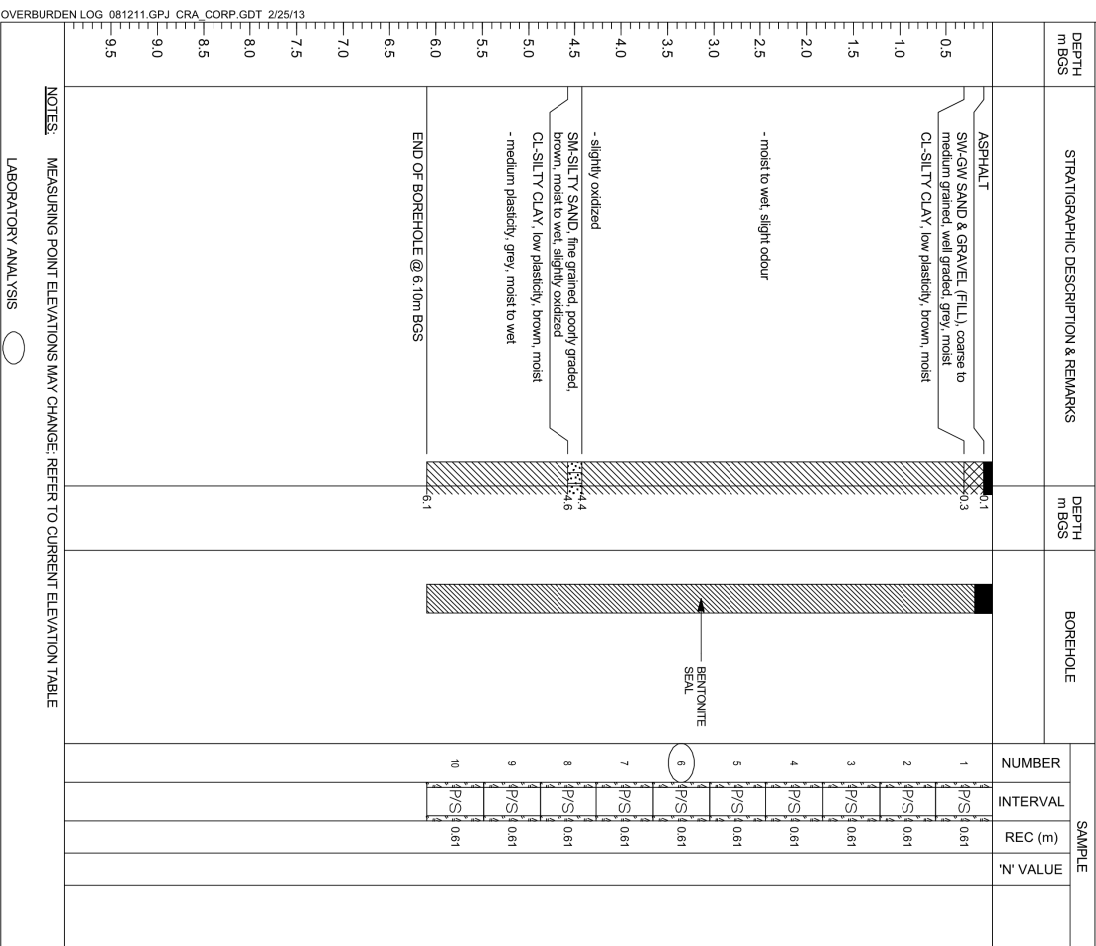 OVERBURDEN LOG 081211.GPJ CRA_CORP.GDT 2/25/13
DEPTH
m BGS
STRATIGRAPHIC DESCRIPTION & REMARKS
DEPTH
m BGS
BOREHOLE
SAMPLE
NUMBER
INTERVAL
REC (m)
'N' VALUE
ASPHALT
0.1
SW-GW SAND & GRAVEL (FILL), coarse to
medium grained, well graded, grey, moist
0.3
CL-SILTY CLAY, low plasticity, brown, moist
0.5
1.0
1.5
2.0
- moist to wet, slight odour
2.5
3.0
BENTONITE
SEAL
3.5
4.0
- slightly oxidized
4.4
SM-SILTY SAND, fine grained, poorly graded,
brown, moist to wet, slightly oxidized
4.5
4.6
CL-SILTY CLAY, low plasticity, brown, moist
5.0
- medium plasticity, grey, moist to wet
5.5
6.0
END OF BOREHOLE @ 6.10m BGS
6.1
6.5
7.0
7.5
8.0
8.5
9.0
9.5
1 P/S 0.61
2 P/S 0.61
3 P/S 0.61
4 P/S 0.61
5 P/S 0.61
6 P/S 0.61
7 P/S 0.61
8 P/S 0.61
9 P/S 0.61
10 P/S 0.61
NOTES: MEASURING POINT ELEVATIONS MAY CHANGE; REFER TO CURRENT ELEVATION TABLE
LABORATORY ANALYSIS